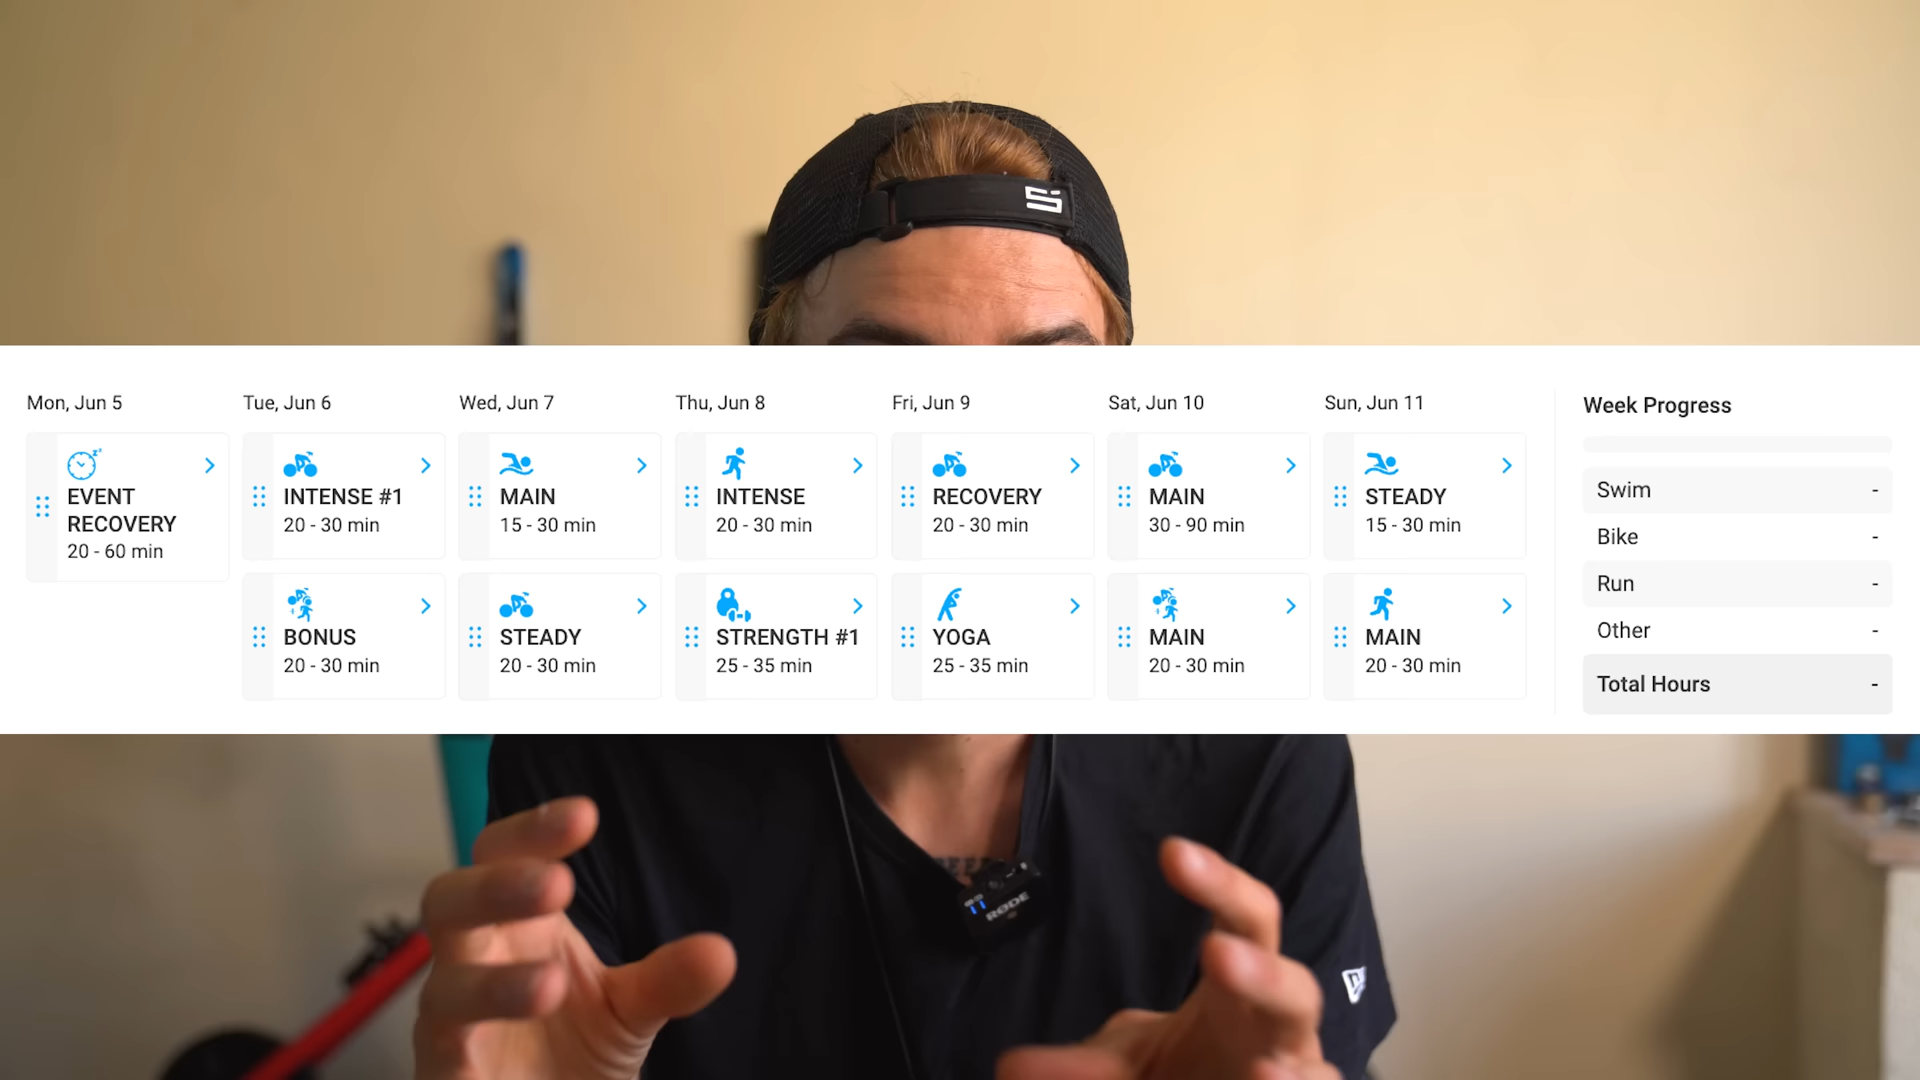 Mon, Jun 5
EVENT
RECOVERY
20 - 60 min
Tue, Jun 6
INTENSE #1
20 - 30 min
BONUS
20 - 30 min
Wed, Jun 7
MAIN
15 - 30 min
STEADY
20 - 30 min
Thu, Jun 8
INTENSE
20 - 30 min
STRENGTH #1
25 - 35 min
Fri, Jun 9
RECOVERY
20 - 30 min
YOGA
25 - 35 min
Sat, Jun 10
MAIN
30 - 90 min
MAIN
20 - 30 min
Sun, Jun 11
STEADY
15 - 30 min
MAIN
20 - 30 min
Week Progress
Swim -
Bike -
Run -
Other -
Total Hours -
RØDE